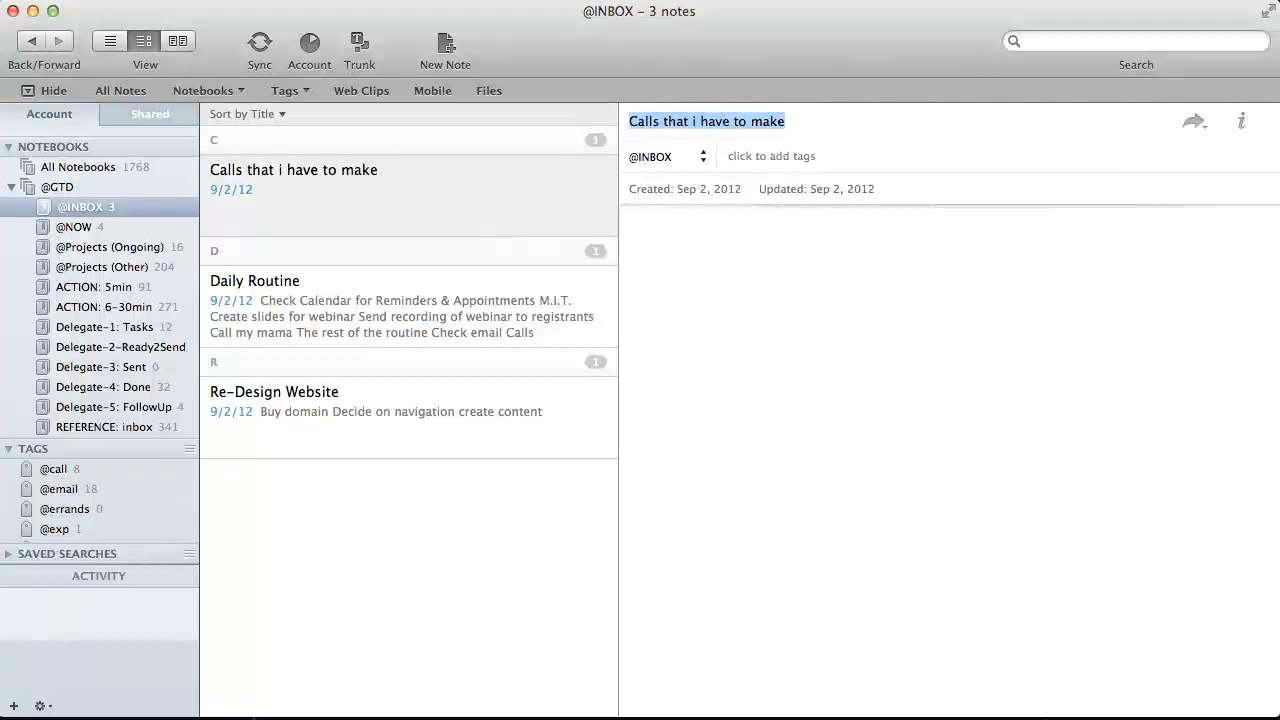 @INBOX – 3 notes
Back/Forward View Sync Account Trunk New Note Search
Hide All Notes Notebooks Tags Web Clips Mobile Files
Account Shared
NOTEBOOKS
All Notebooks 1768
@GTD
@INBOX 3
@NOW 4
@Projects (Ongoing) 16
@Projects (Other) 204
ACTION: 5min 91
ACTION: 6-30min 271
Delegate-1: Tasks 12
Delegate-2-Ready2Send
Delegate-3: Sent 0
Delegate-4: Done 32
Delegate-5: FollowUp 4
REFERENCE: inbox 341
TAGS
@call 8
@email 18
@errands 0
@exp 1
SAVED SEARCHES
ACTIVITY
Sort by Title
C 1
Calls that i have to make
9/2/12
D 1
Daily Routine
9/2/12 Check Calendar for Reminders & Appointments M.I.T.
Create slides for webinar Send recording of webinar to registrants
Call my mama The rest of the routine Check email Calls
R 1
Re-Design Website
9/2/12 Buy domain Decide on navigation create content
Calls that i have to make
@INBOX click to add tags
Created: Sep 2, 2012 Updated: Sep 2, 2012